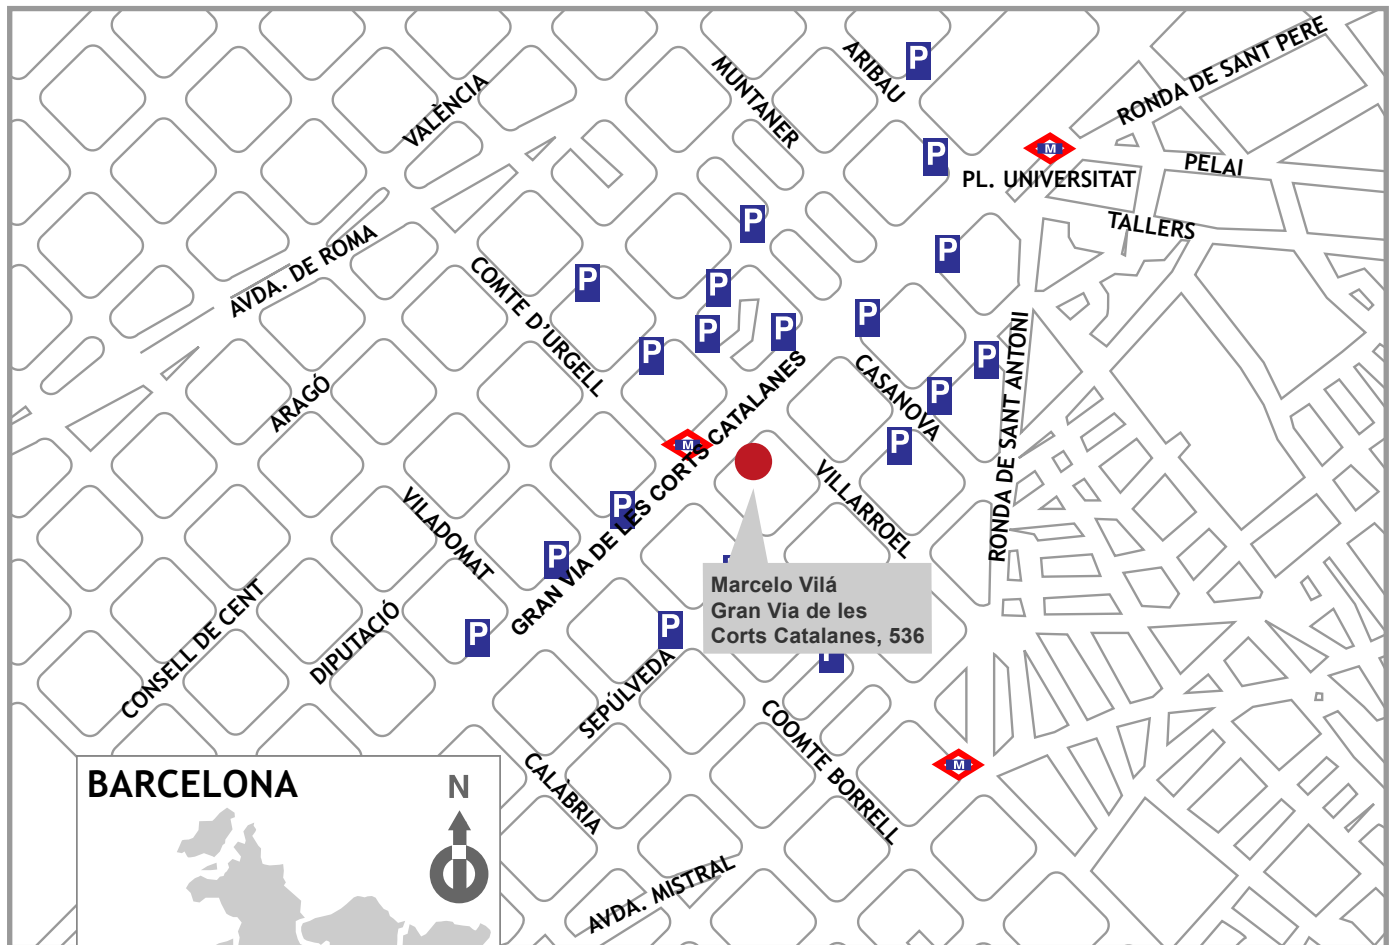 ARIBAU
P
RONDA DE SANT PERE
MUNTANER
VALÈNCIA
P
M
PL. UNIVERSITAT
PELAI
TALLERS
P
P
AVDA. DE ROMA
COMTE D'URGELL
P
P
P
P
P
P
P
P
RONDA DE SANT ANTONI
CASANOVA
P
ARAGÓ
M
GRAN VIA DE LES CORTS CATALANES
P
VILLARROEL
VILADOMAT
P
P
Marcelo Vilá
Gran Via de les
Corts Catalanes, 536
CONSELL DE CENT
DIPUTACIÓ
P
P
P
SEPÚLVEDA
COOMTE BORRELL
M
CALÀBRIA
AVDA. MISTRAL
BARCELONA
N